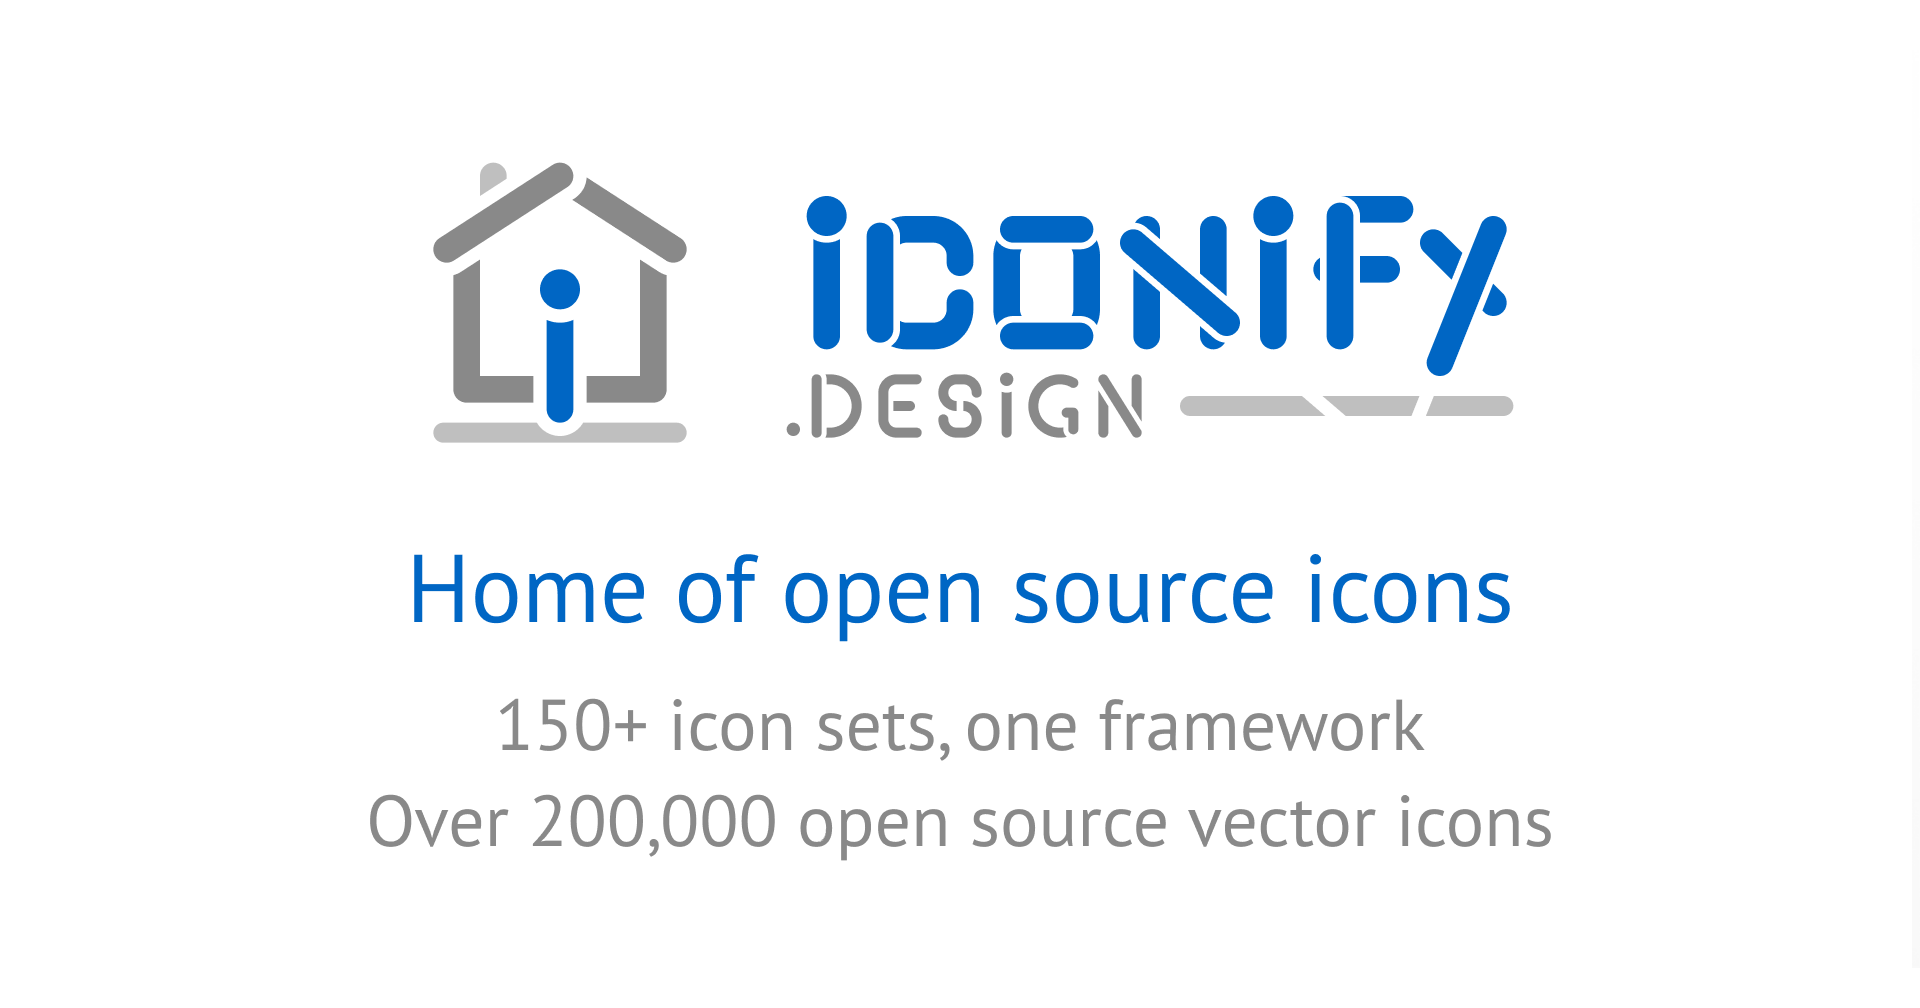 iCONiFY
.DESiGN
Home of open source icons
150+ icon sets, one framework
Over 200,000 open source vector icons